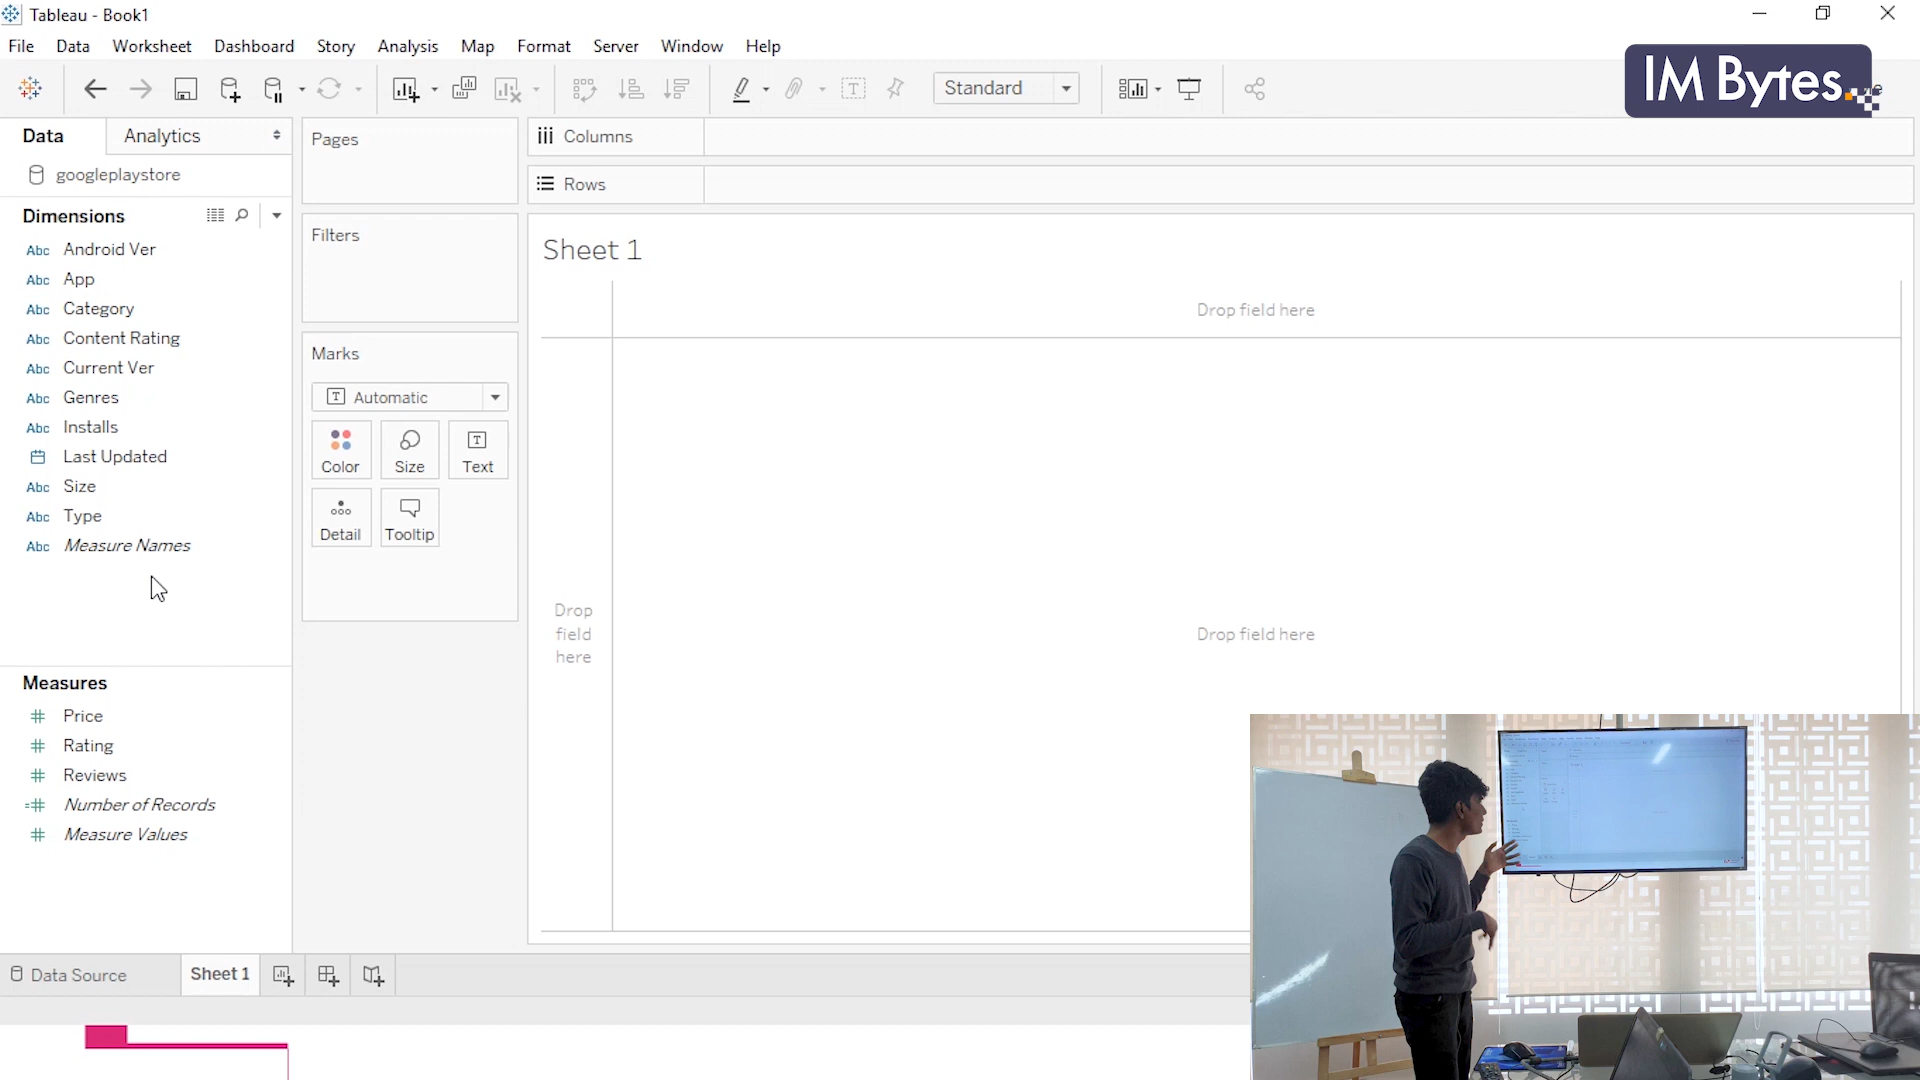 Tableau - Book1
File Data Worksheet Dashboard Story Analysis Map Format Server Window Help
Standard
IM Bytes.
Data
Analytics
googleplaystore
Dimensions
Abc Android Ver
Abc App
Abc Category
Abc Content Rating
Abc Current Ver
Abc Genres
Abc Installs
Last Updated
Abc Size
Abc Type
Abc Measure Names
Measures
# Price
# Rating
# Reviews
=# Number of Records
# Measure Values
Pages
Filters
Marks
T Automatic
Color
Size
T
Text
Detail
Tooltip
Columns
Rows
Sheet 1
Drop field here
Drop
field
here
Drop field here
Data Source
Sheet 1